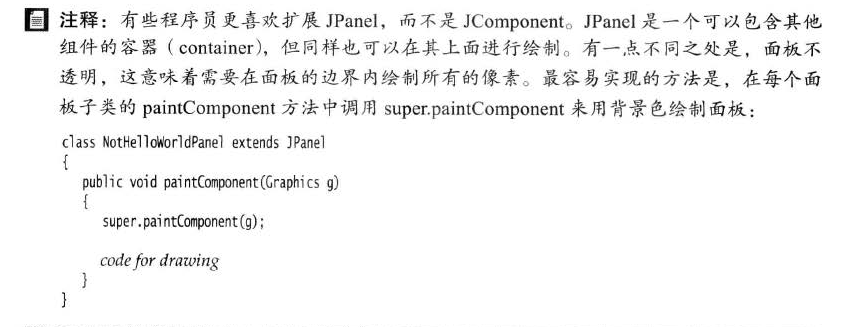 注释：有些程序员更喜欢扩展 JPanel，而不是 JComponent。JPanel 是一个可以包含其他
组件的容器（container），但同样也可以在其上面进行绘制。有一点不同之处是，面板不
透明，这意味着需要在面板的边界内绘制所有的像素。最容易实现的方法是，在每个面
板子类的 paintComponent 方法中调用 super.paintComponent 来用背景色绘制面板：
class NotHelloWorldPanel extends JPanel
{
public void paintComponent(Graphics g)
{
super.paintComponent(g);
code for drawing
}
}